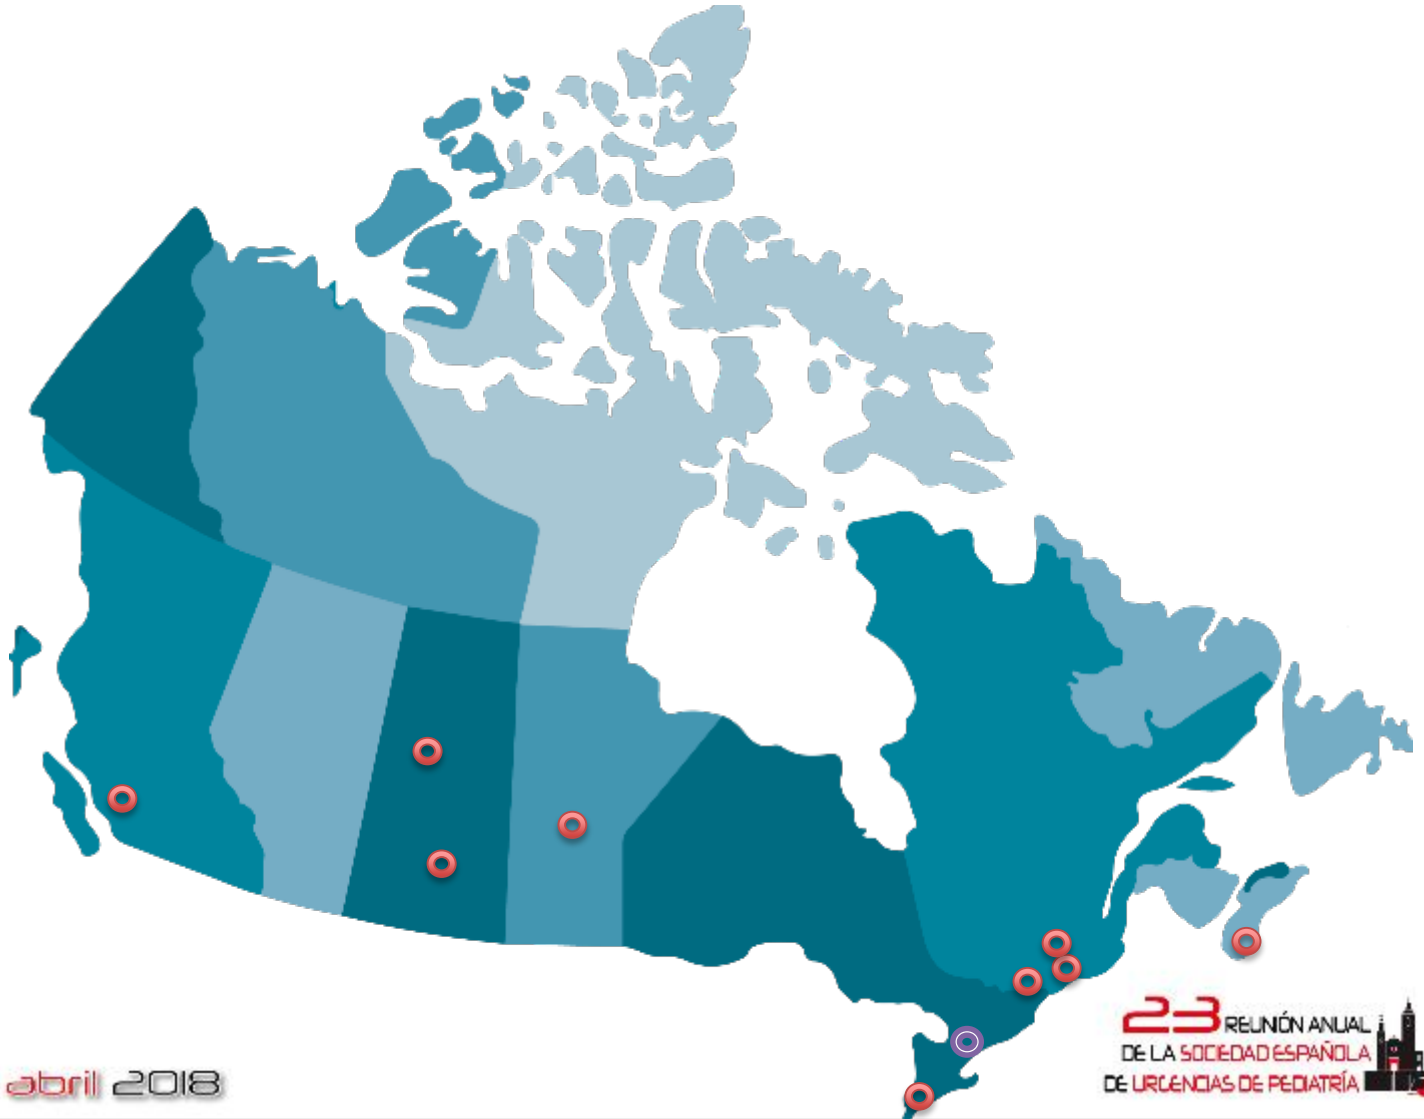 23 REUNIÓN ANUAL
DE LA SOCIEDAD ESPAÑOLA
DE URGENCIAS DE PEDIATRÍA
abril 2018